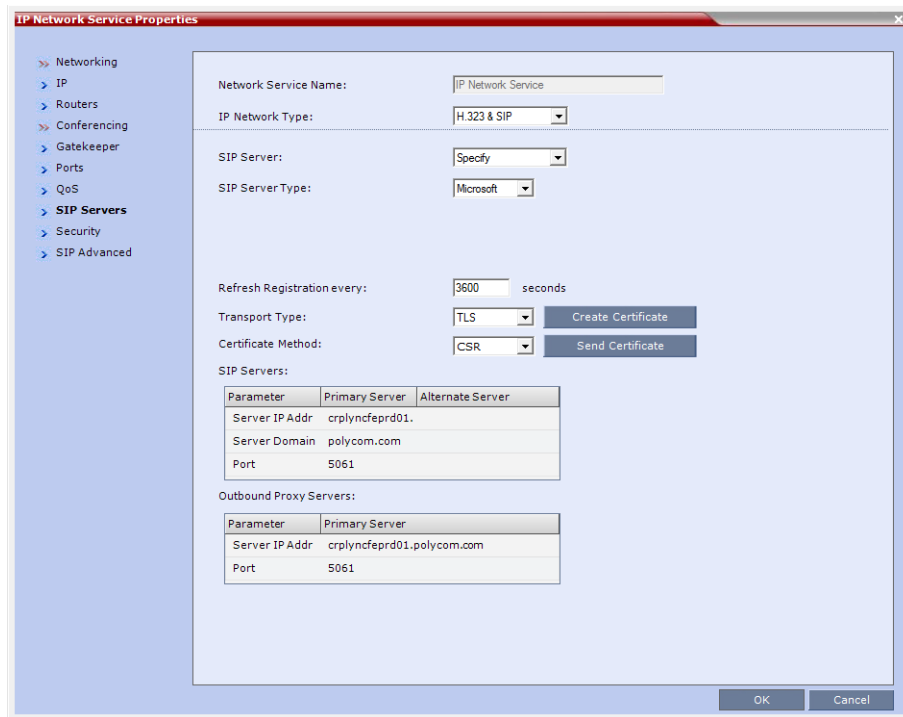 IP Network Service Properties
Networking
IP
Routers
Conferencing
Gatekeeper
Ports
QoS
SIP Servers
Security
SIP Advanced
Network Service Name: IP Network Service
IP Network Type: H.323 & SIP
SIP Server: Specify
SIP Server Type: Microsoft
Refresh Registration every: 3600 seconds
Transport Type: TLS Create Certificate
Certificate Method: CSR Send Certificate
SIP Servers:
Parameter Primary Server Alternate Server
Server IP Addr crplyncfeprd01.
Server Domain polycom.com
Port 5061
Outbound Proxy Servers:
Parameter Primary Server
Server IP Addr crplyncfeprd01.polycom.com
Port 5061
OK Cancel